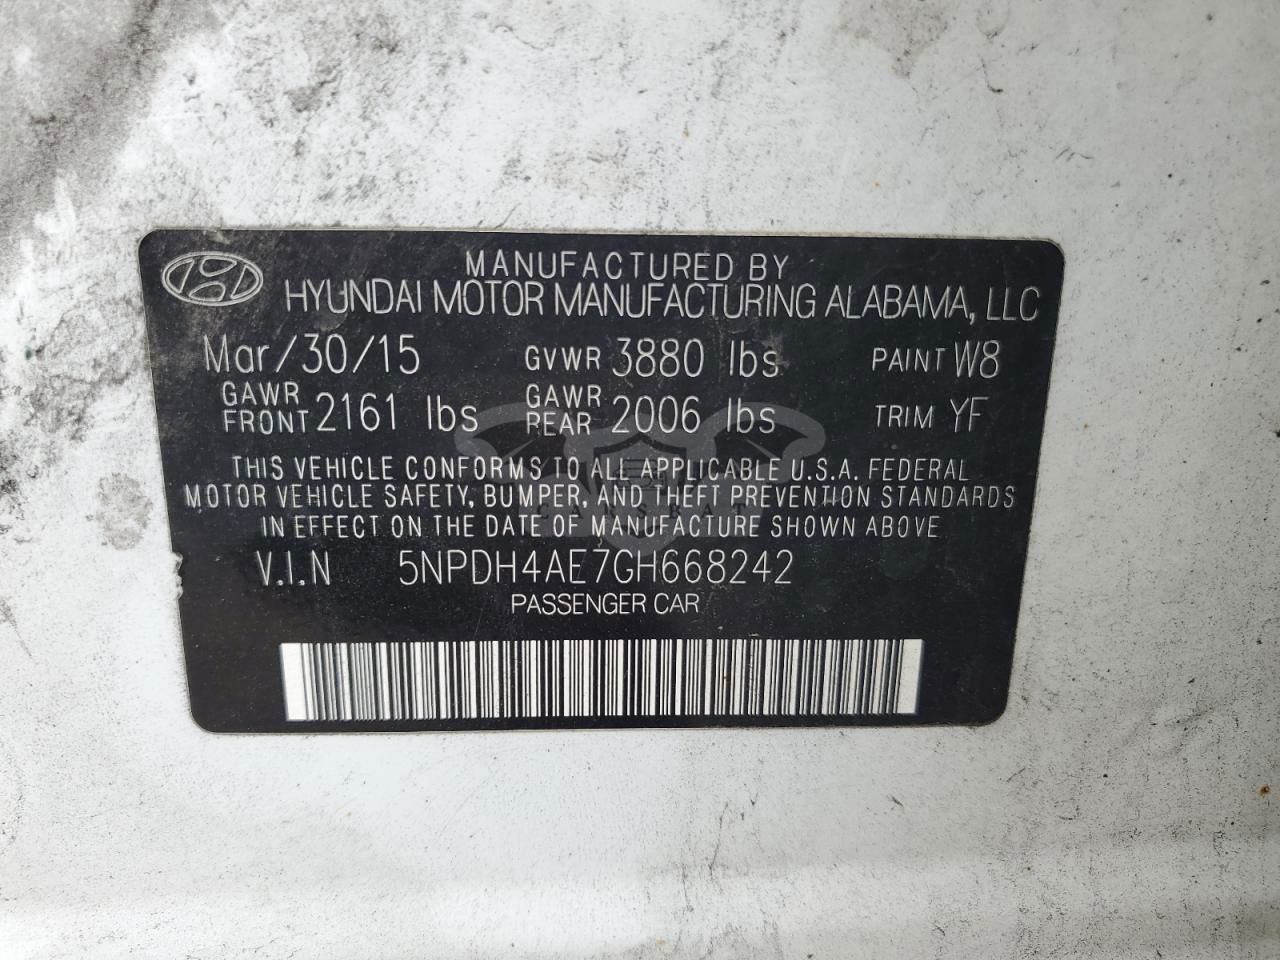 MANUFACTURED BY
HYUNDAI MOTOR MANUFACTURING ALABAMA, LLC
Mar/30/15 GVWR 3880 lbs PAINT W8
GAWR FRONT 2161 lbs GAWR REAR 2006 lbs TRIM YF
THIS VEHICLE CONFORMS TO ALL APPLICABLE U.S.A. FEDERAL
MOTOR VEHICLE SAFETY, BUMPER, AND THEFT PREVENTION STANDARDS
IN EFFECT ON THE DATE OF MANUFACTURE SHOWN ABOVE
CARSBAT
V.I.N 5NPDH4AE7GH668242
PASSENGER CAR